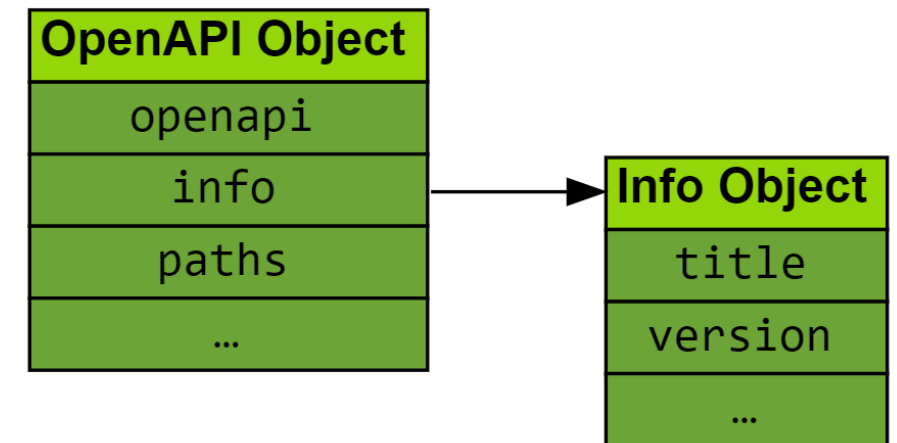 OpenAPI Object
openapi
info
paths
…
Info Object
title
version
…